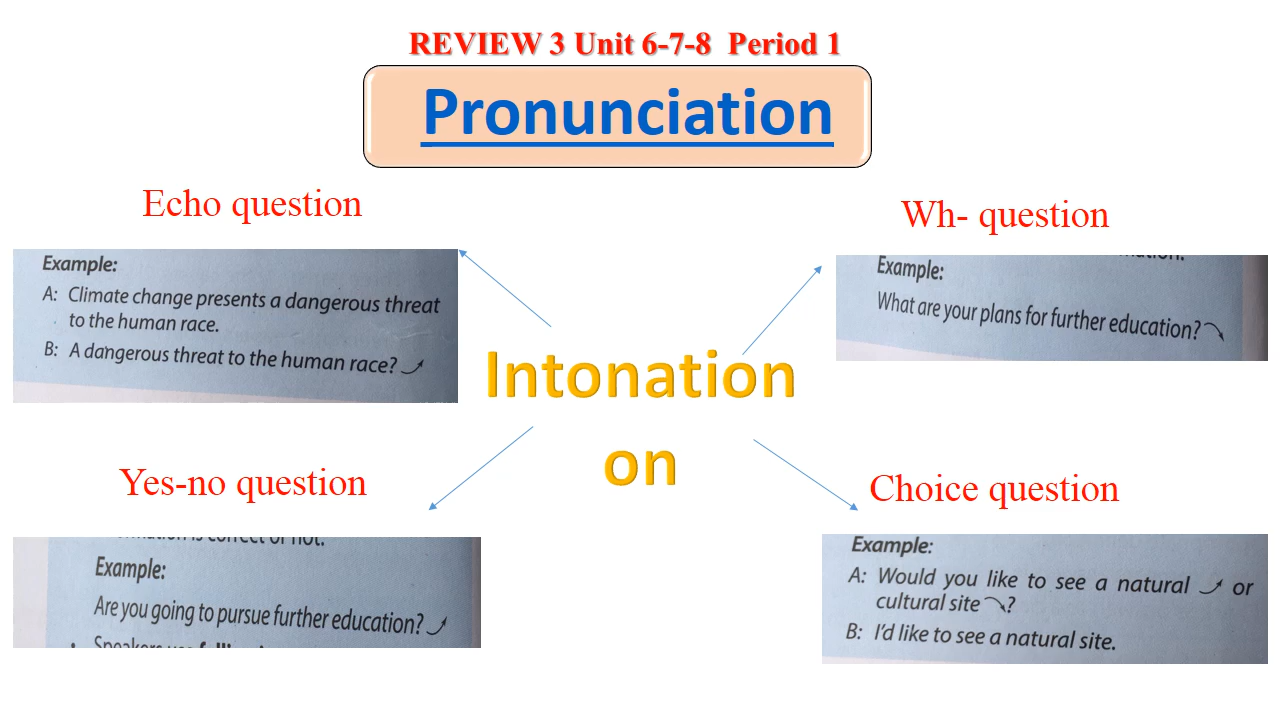 REVIEW 3 Unit 6-7-8 Period 1
Pronunciation
Echo question
Example:
A: Climate change presents a dangerous threat
to the human race.
B: A dangerous threat to the human race?
Wh- question
Example:
What are your plans for further education?
Intonation
on
Yes-no question
Example:
Are you going to pursue further education?
Choice question
Example:
A: Would you like to see a natural or
cultural site ?
B: I'd like to see a natural site.